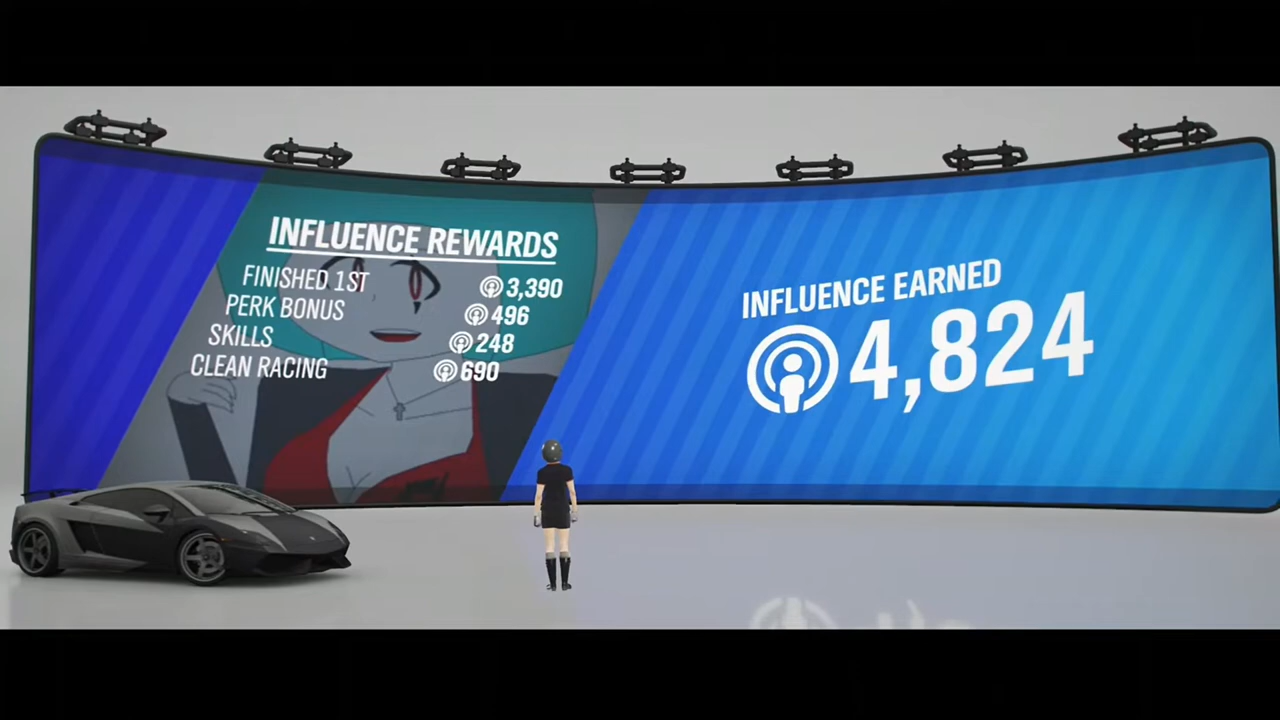 INFLUENCE REWARDS
FINISHED 1ST 3,390
PERK BONUS 496
SKILLS 248
CLEAN RACING 690
INFLUENCE EARNED
4,824